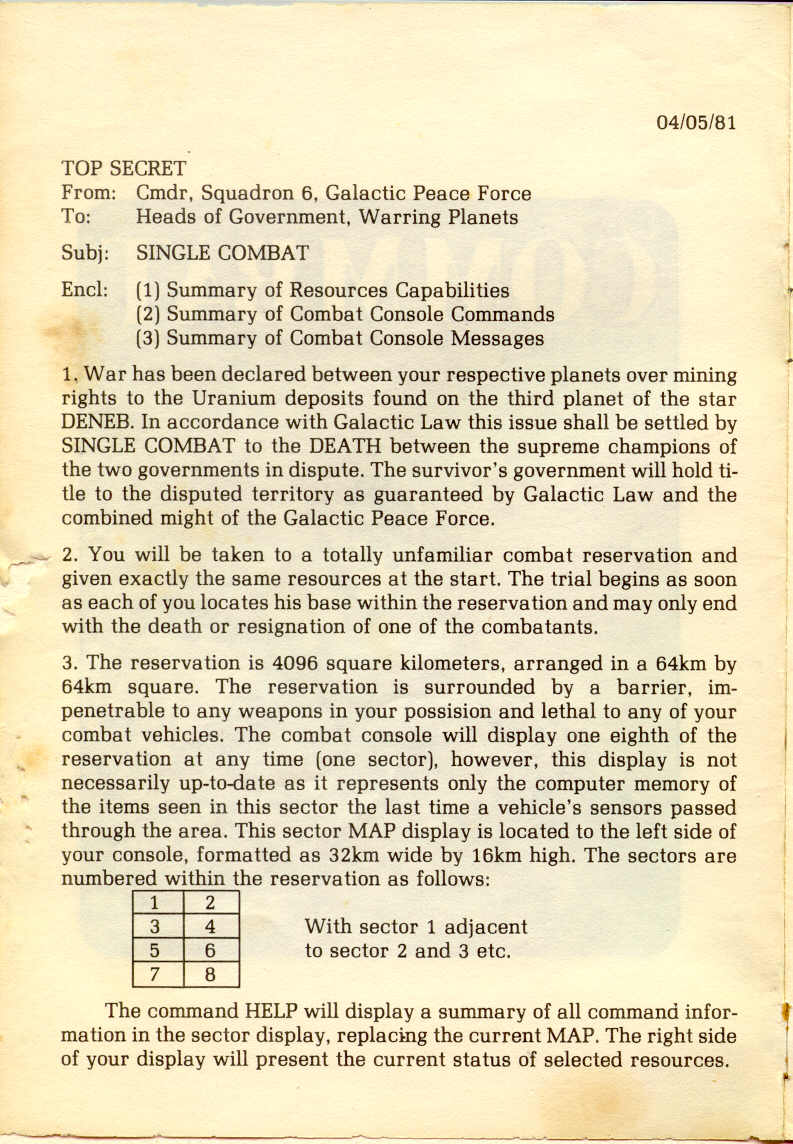 04/05/81
TOP SECRET
From: Cmdr, Squadron 6, Galactic Peace Force
To: Heads of Government, Warring Planets
Subj: SINGLE COMBAT
Encl: (1) Summary of Resources Capabilities
(2) Summary of Combat Console Commands
(3) Summary of Combat Console Messages
1. War has been declared between your respective planets over mining
rights to the Uranium deposits found on the third planet of the star
DENEB. In accordance with Galactic Law this issue shall be settled by
SINGLE COMBAT to the DEATH between the supreme champions of
the two governments in dispute. The survivor's government will hold ti-
tle to the disputed territory as guaranteed by Galactic Law and the
combined might of the Galactic Peace Force.
2. You will be taken to a totally unfamiliar combat reservation and
given exactly the same resources at the start. The trial begins as soon
as each of you locates his base within the reservation and may only end
with the death or resignation of one of the combatants.
3. The reservation is 4096 square kilometers, arranged in a 64km by
64km square. The reservation is surrounded by a barrier, im-
penetrable to any weapons in your possision and lethal to any of your
combat vehicles. The combat console will display one eighth of the
reservation at any time (one sector), however, this display is not
necessarily up-to-date as it represents only the computer memory of
the items seen in this sector the last time a vehicle's sensors passed
through the area. This sector MAP display is located to the left side of
your console, formatted as 32km wide by 16km high. The sectors are
numbered within the reservation as follows:
1 2
3 4 With sector 1 adjacent
5 6 to sector 2 and 3 etc.
7 8
The command HELP will display a summary of all command infor-
mation in the sector display, replacing the current MAP. The right side
of your display will present the current status of selected resources.